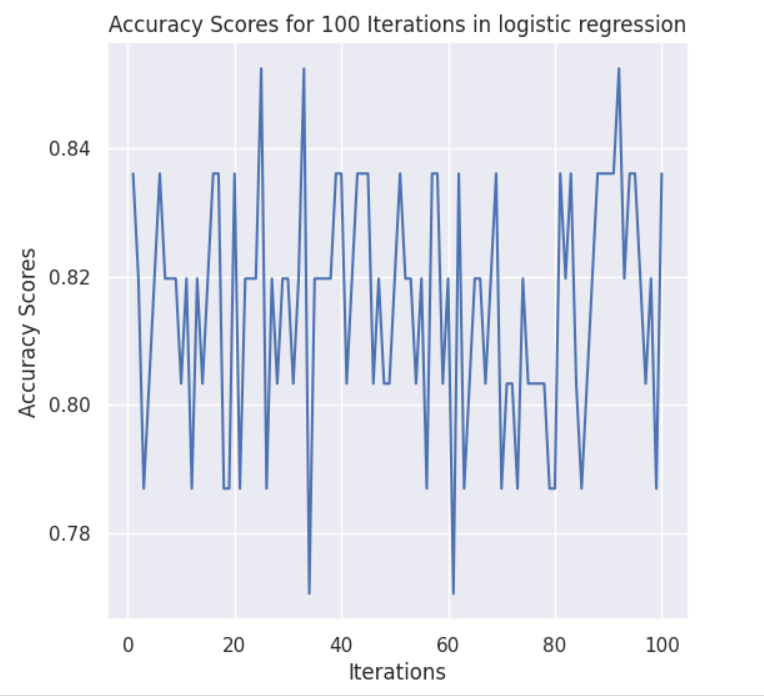 Accuracy Scores for 100 Iterations in logistic regression
0.84
0.82
0.80
0.78
Accuracy Scores
0 20 40 60 80 100
Iterations